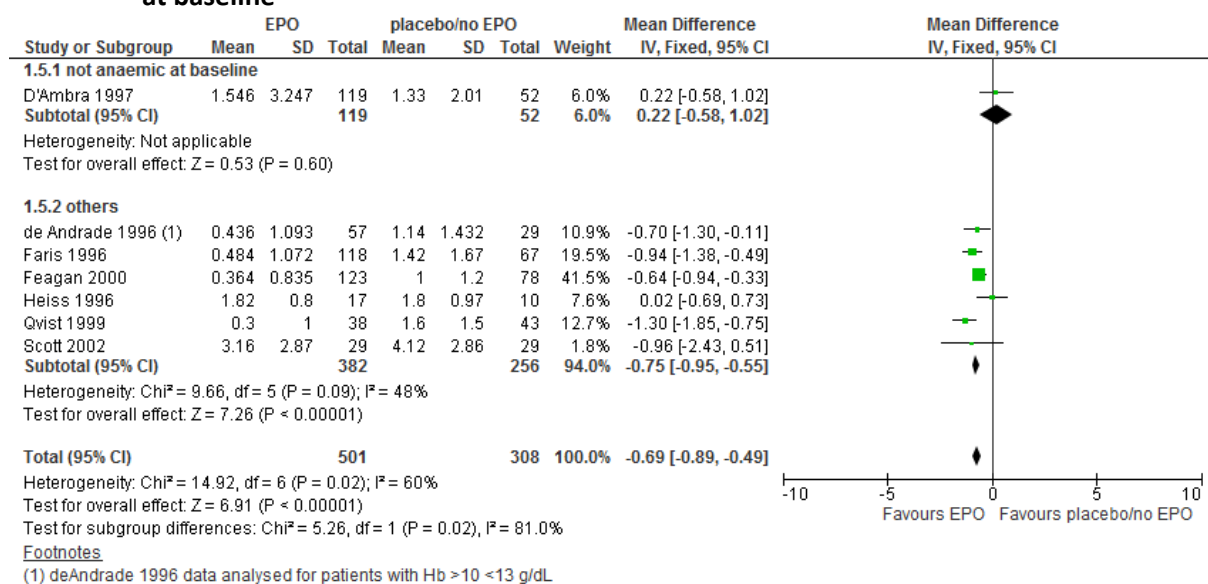 at baseline
EPO placebo/no EPO Mean Difference Mean Difference
Study or Subgroup Mean SD Total Mean SD Total Weight IV, Fixed, 95% CI IV, Fixed, 95% CI
1.5.1 not anaemic at baseline
D'Ambra 1997 1.546 3.247 119 1.33 2.01 52 6.0% 0.22 [-0.58, 1.02]
Subtotal (95% CI) 119 52 6.0% 0.22 [-0.58, 1.02]
Heterogeneity: Not applicable
Test for overall effect: Z = 0.53 (P = 0.60)
1.5.2 others
de Andrade 1996 (1) 0.436 1.093 57 1.14 1.432 29 10.9% -0.70 [-1.30, -0.11]
Faris 1996 0.484 1.072 118 1.42 1.67 67 19.5% -0.94 [-1.38, -0.49]
Feagan 2000 0.364 0.835 123 1 1.2 78 41.5% -0.64 [-0.94, -0.33]
Heiss 1996 1.82 0.8 17 1.8 0.97 10 7.6% 0.02 [-0.69, 0.73]
Qvist 1999 0.3 1 38 1.6 1.5 43 12.7% -1.30 [-1.85, -0.75]
Scott 2002 3.16 2.87 29 4.12 2.86 29 1.8% -0.96 [-2.43, 0.51]
Subtotal (95% CI) 382 256 94.0% -0.75 [-0.95, -0.55]
Heterogeneity: Chi² = 9.66, df = 5 (P = 0.09); I² = 48%
Test for overall effect: Z = 7.26 (P < 0.00001)
Total (95% CI) 501 308 100.0% -0.69 [-0.89, -0.49]
Heterogeneity: Chi² = 14.92, df = 6 (P = 0.02); I² = 60%
Test for overall effect: Z = 6.91 (P < 0.00001)
Test for subgroup differences: Chi² = 5.26, df = 1 (P = 0.02), I² = 81.0%
-10 -5 0 5 10
Favours EPO Favours placebo/no EPO
Footnotes
(1) deAndrade 1996 data analysed for patients with Hb >10 <13 g/dL